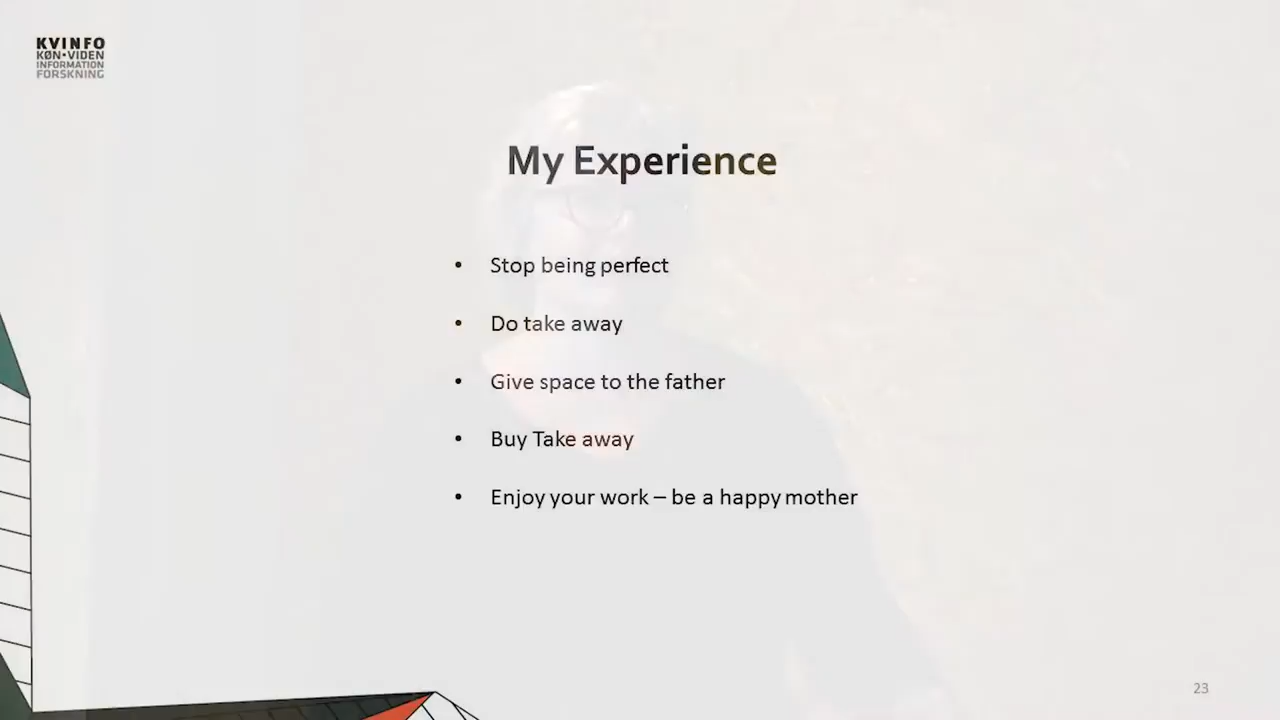 KVINFO
KØN•VIDEN
INFORMATION
FORSKNING
My Experience
• Stop being perfect
• Do take away
• Give space to the father
• Buy Take away
• Enjoy your work – be a happy mother
23